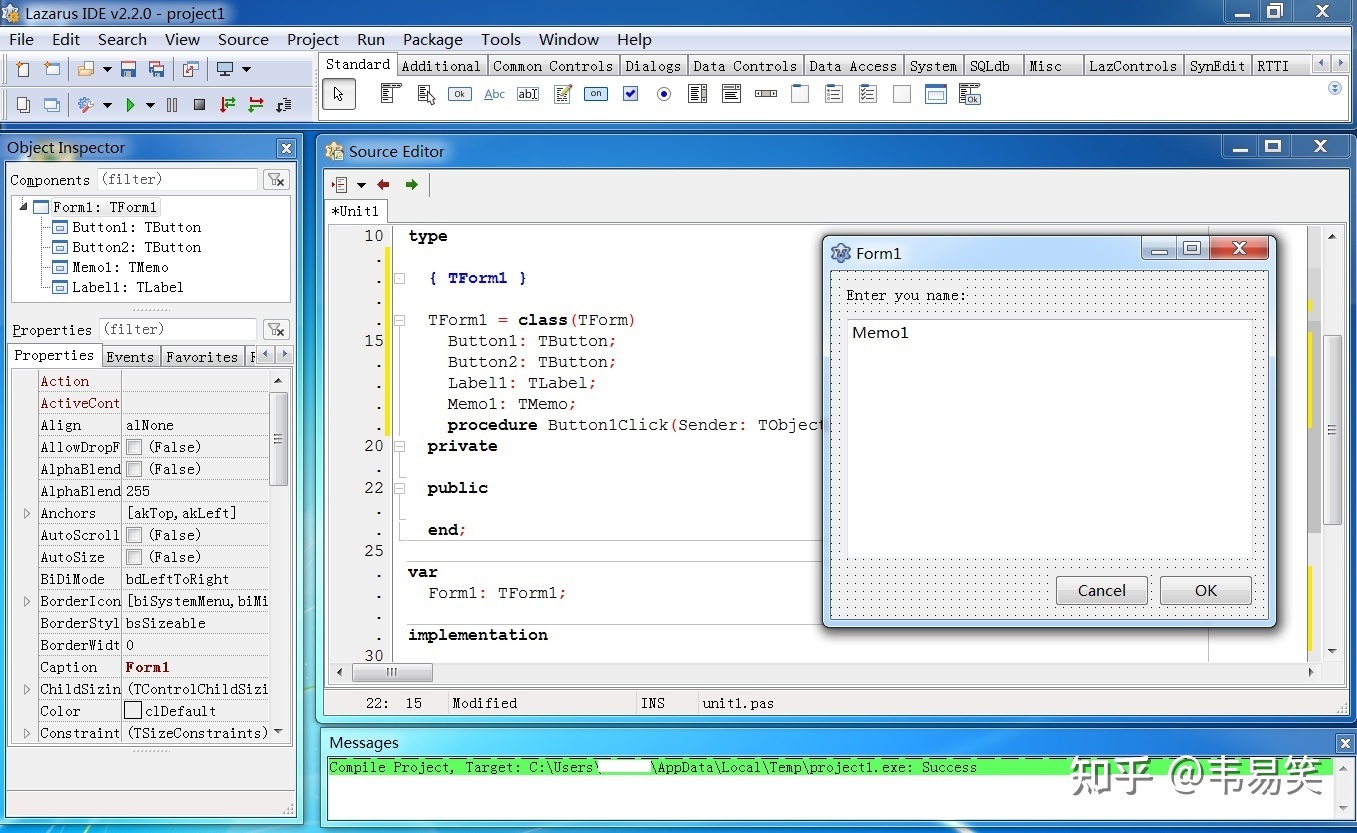 Lazarus IDE v2.2.0 - project1
File Edit Search View Source Project Run Package Tools Window Help
Standard Additional Common Controls Dialogs Data Controls Data Access System SQLdb Misc LazControls SynEdit RTTI
Ok Abc abI on Ok
Object Inspector
Components (filter)
Form1: TForm1
Button1: TButton
Button2: TButton
Memo1: TMemo
Label1: TLabel
Properties (filter)
Properties Events Favorites
Action
ActiveCont
Align alNone
AllowDropF (False)
AlphaBlend (False)
AlphaBlend 255
Anchors [akTop,akLeft]
AutoScroll (False)
AutoSize (False)
BiDiMode bdLeftToRight
BorderIcon [biSystemMenu,biMi
BorderStyl bsSizeable
BorderWidt 0
Caption Form1
ChildSizin (TControlChildSizi
Color clDefault
Constraint (TSizeConstraints)
Source Editor
*Unit1
10 type
{ TForm1 }
TForm1 = class(TForm)
15 Button1: TButton;
Button2: TButton;
Label1: TLabel;
Memo1: TMemo;
procedure Button1Click(Sender: TObject
20 private
22 public
end;
25
var
Form1: TForm1;
implementation
30
22: 15 Modified INS unit1.pas
Form1
Enter you name:
Memo1
Cancel OK
Messages
Compile Project, Target: C:\Users\ \AppData\Local\Temp\project1.exe: Success
知乎 @韦易笑